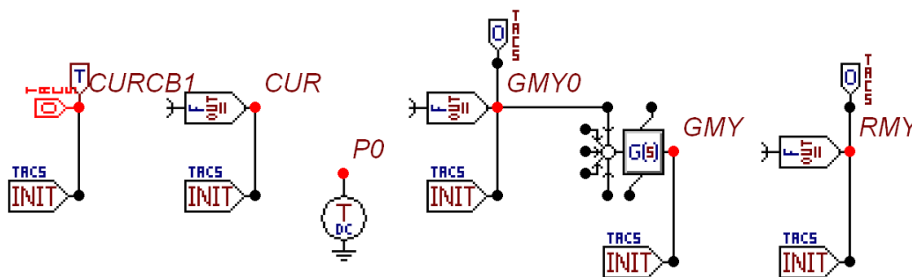 TACS
T
CURCB1
O
TACS
INIT
F OUT =
CUR
TACS
INIT
P0
T
DC
O
TACS
F OUT =
GMY0
TACS
INIT
G(s)
GMY
TACS
INIT
O
TACS
F OUT =
RMY
TACS
INIT